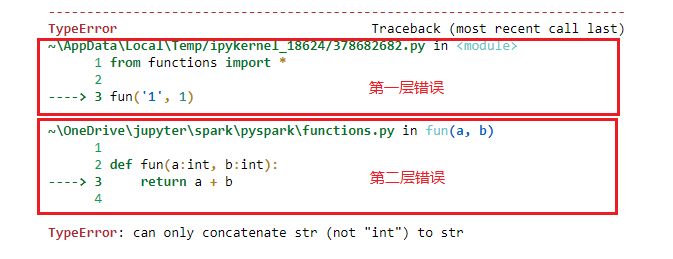 ---------------------------------------------------------------------------
TypeError                                 Traceback (most recent call last)
~\AppData\Local\Temp/ipykernel_18624/378682682.py in <module>
      1 from functions import *
      2
----> 3 fun('1', 1)
第一层错误
~\OneDrive\jupyter\spark\pyspark\functions.py in fun(a, b)
      1
      2 def fun(a:int, b:int):
----> 3     return a + b
      4
第二层错误
TypeError: can only concatenate str (not "int") to str